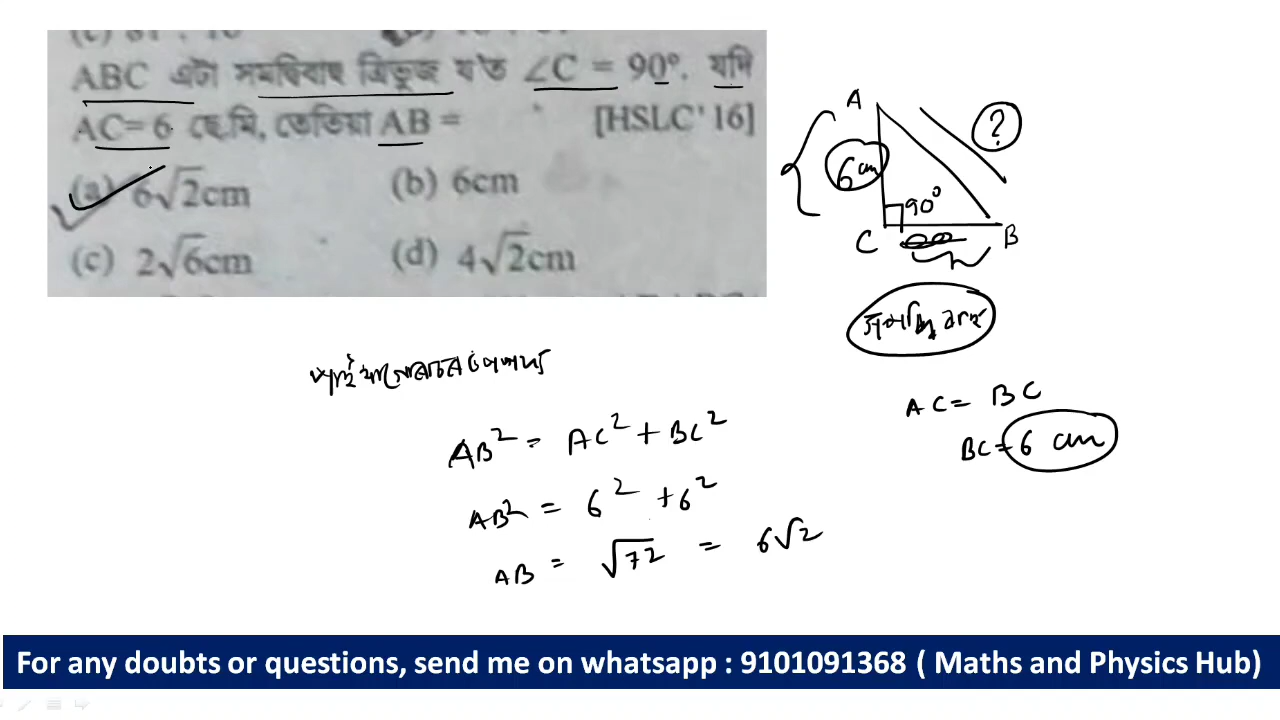 ABC এটা সমদ্বিবাহু ত্ৰিভুজ য'ত ∠C = 90°. যদি
AC= 6 ছে.মি, তেতিয়া AB = [HSLC' 16]
(a) 6√2cm (b) 6cm
(c) 2√6cm (d) 4√2cm
A
?
6 cm
90°
C B
AC = BC
BC = 6 cm
AB² = AC² + BC²
AB² = 6² + 6²
AB = √72 = 6√2
For any doubts or questions, send me on whatsapp : 9101091368 ( Maths and Physics Hub)